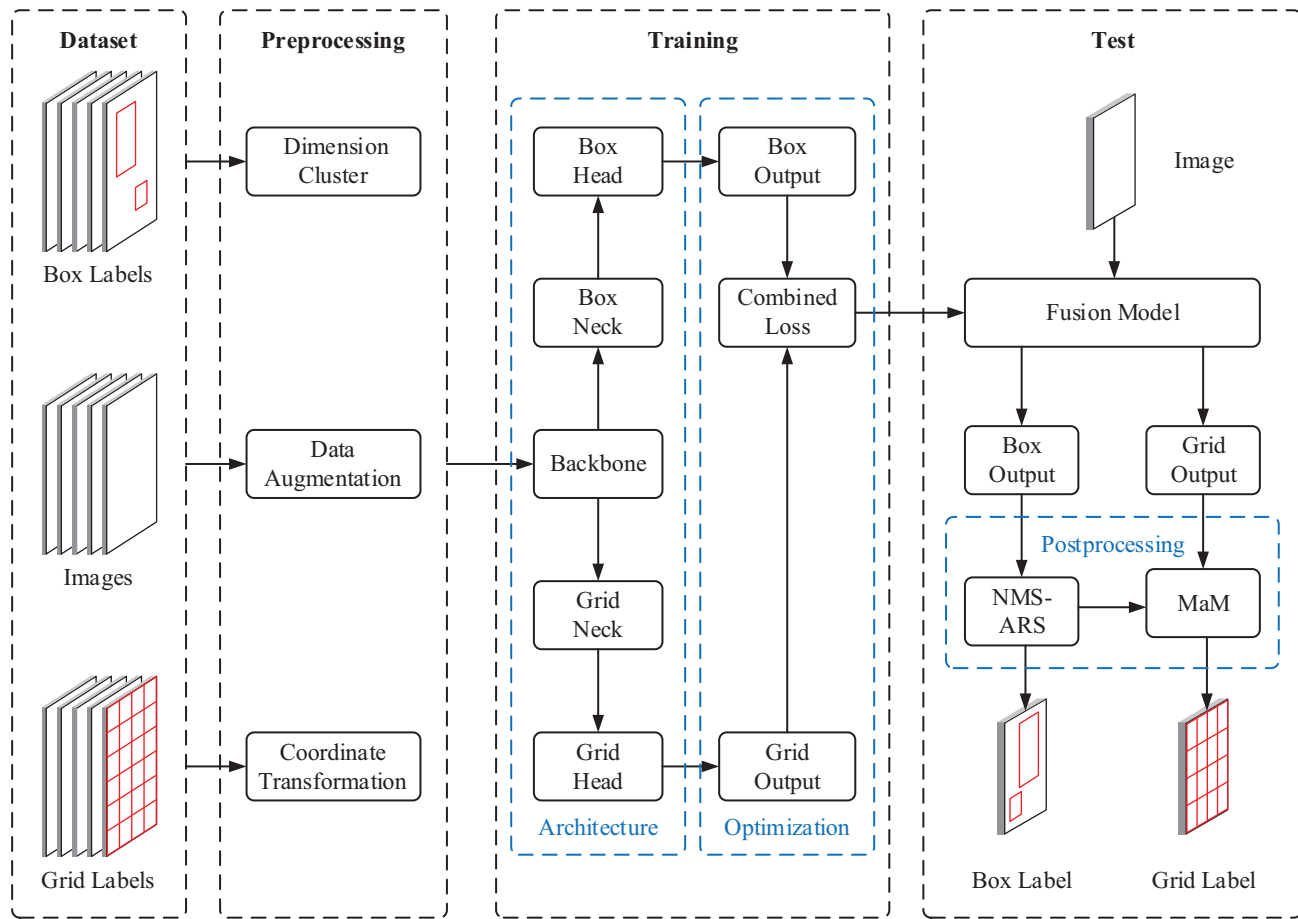 Dataset
Box Labels
Images
Grid Labels
Preprocessing
Dimension
Cluster
Data
Augmentation
Coordinate
Transformation
Training
Box
Head
Box
Neck
Backbone
Grid
Neck
Grid
Head
Architecture
Box
Output
Combined
Loss
Grid
Output
Optimization
Test
Image
Fusion Model
Box
Output
Grid
Output
Postprocessing
NMS-
ARS
MaM
Box Label
Grid Label